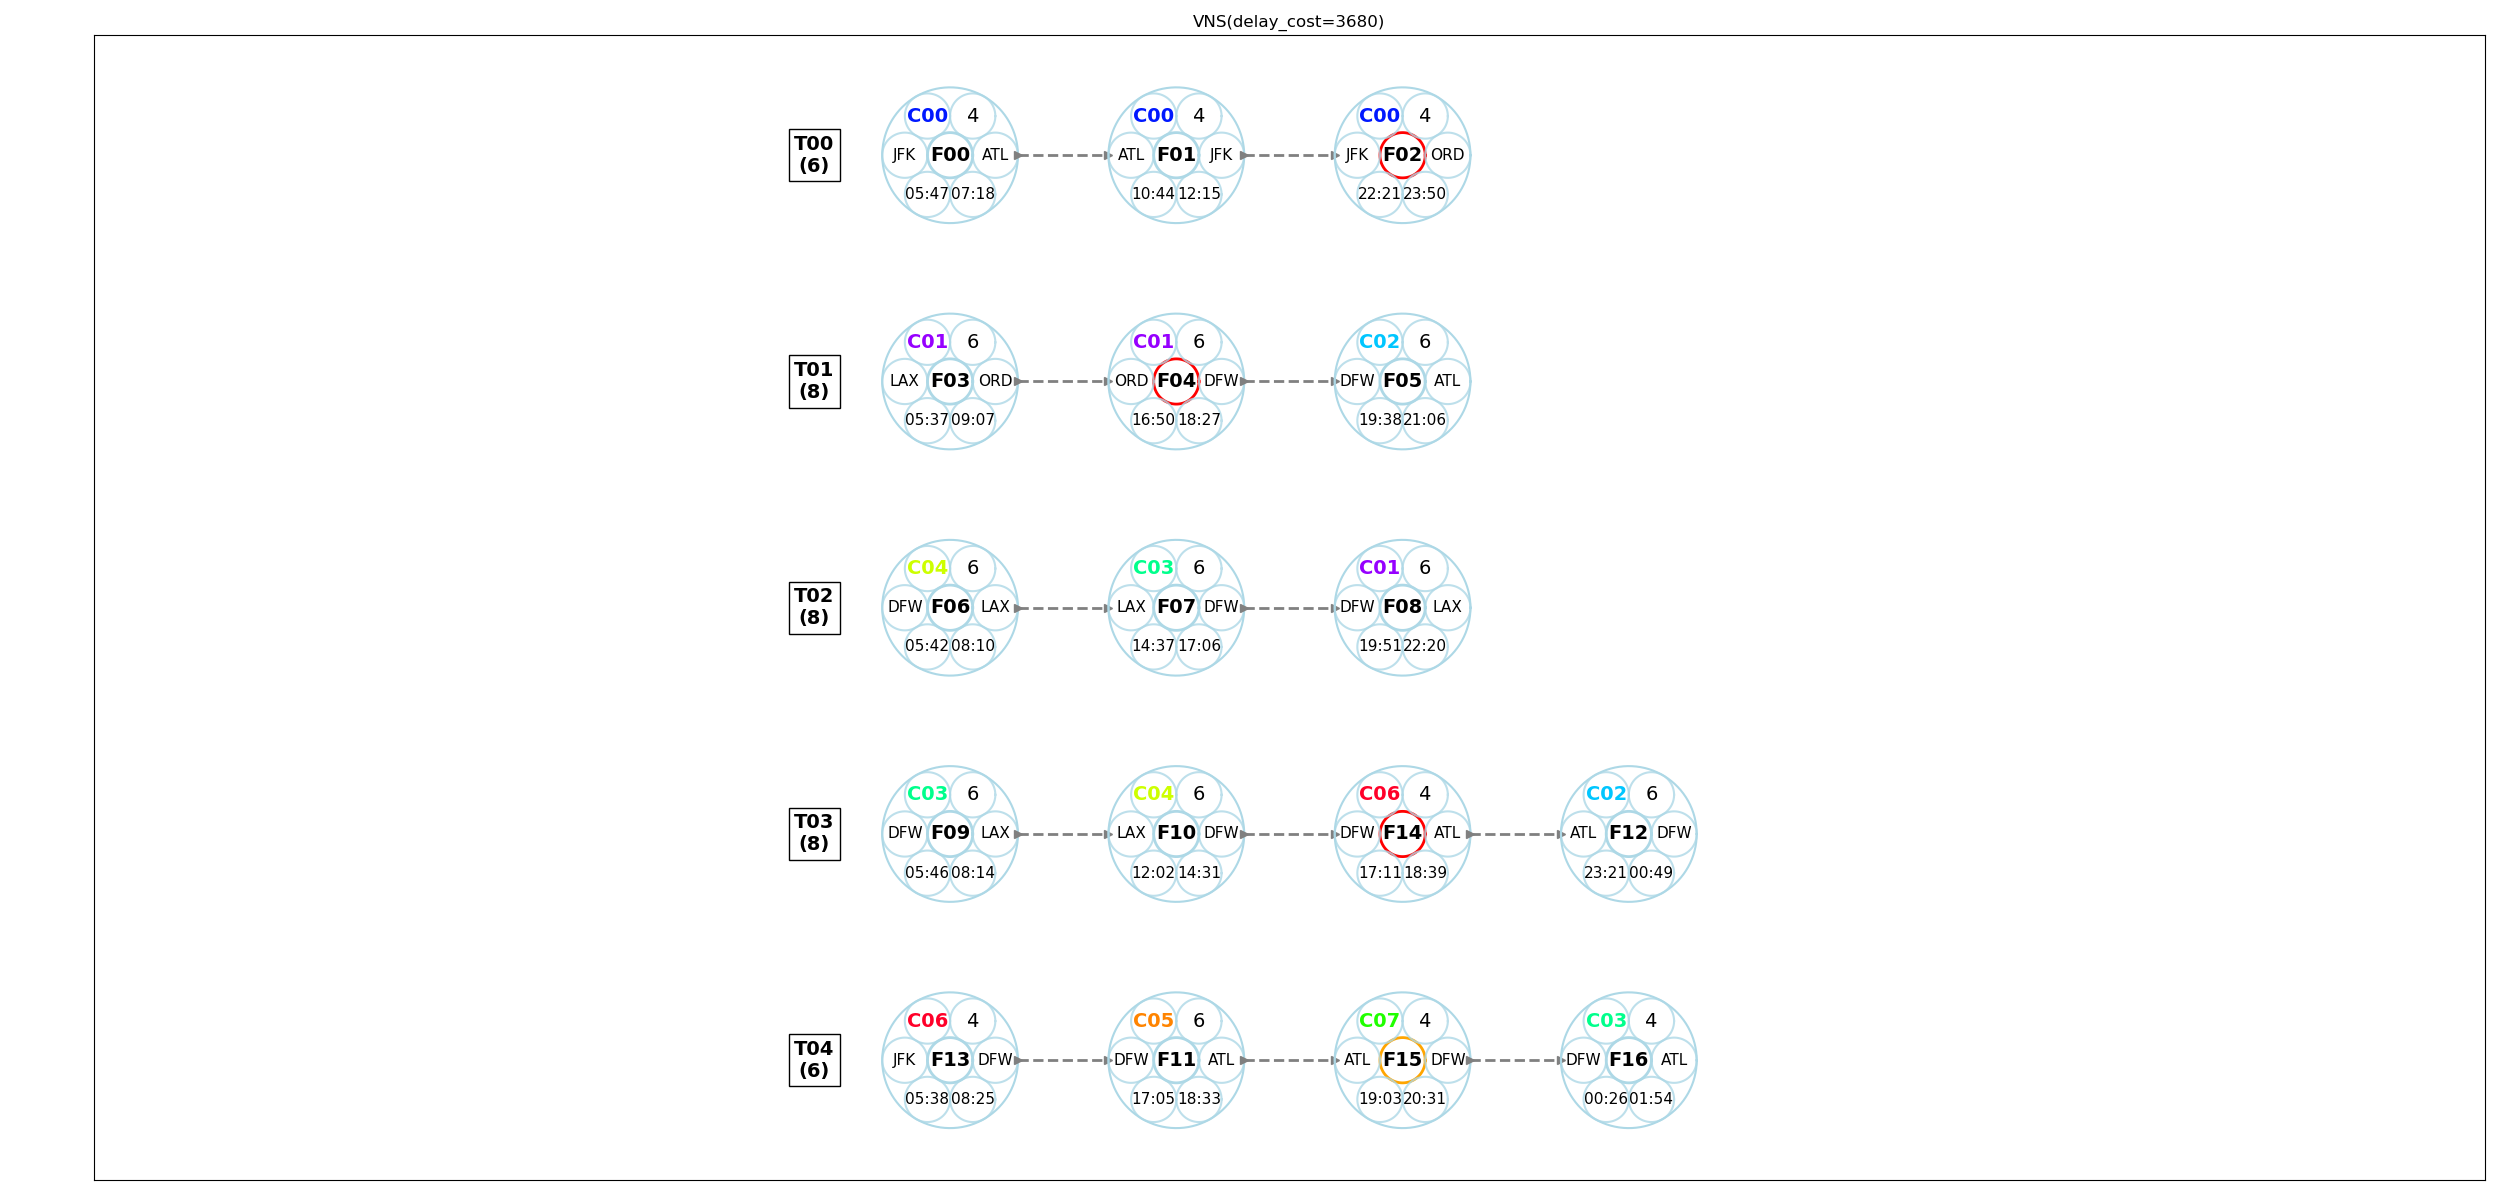 VNS(delay_cost=3680)
C00 4 C00 4 C00 4
T00
(6)
JFK F00 ATL ATL F01 JFK JFK F02 ORD
05:47 07:18 10:44 12:15 22:21 23:50
C01 6 C01 6 C02 6
T01
(8)
LAX F03 ORD ORD F04 DFW DFW F05 ATL
05:37 09:07 16:50 18:27 19:38 21:06
C04 6 C03 6 C01 6
T02
(8)
DFW F06 LAX LAX F07 DFW DFW F08 LAX
05:42 08:10 14:37 17:06 19:51 22:20
C03 6 C04 6 C06 4 C02 6
T03
(8)
DFW F09 LAX LAX F10 DFW DFW F14 ATL ATL F12 DFW
05:46 08:14 12:02 14:31 17:11 18:39 23:21 00:49
C06 4 C05 6 C07 4 C03 4
T04
(6)
JFK F13 DFW DFW F11 ATL ATL F15 DFW DFW F16 ATL
05:38 08:25 17:05 18:33 19:03 20:31 00:26 01:54